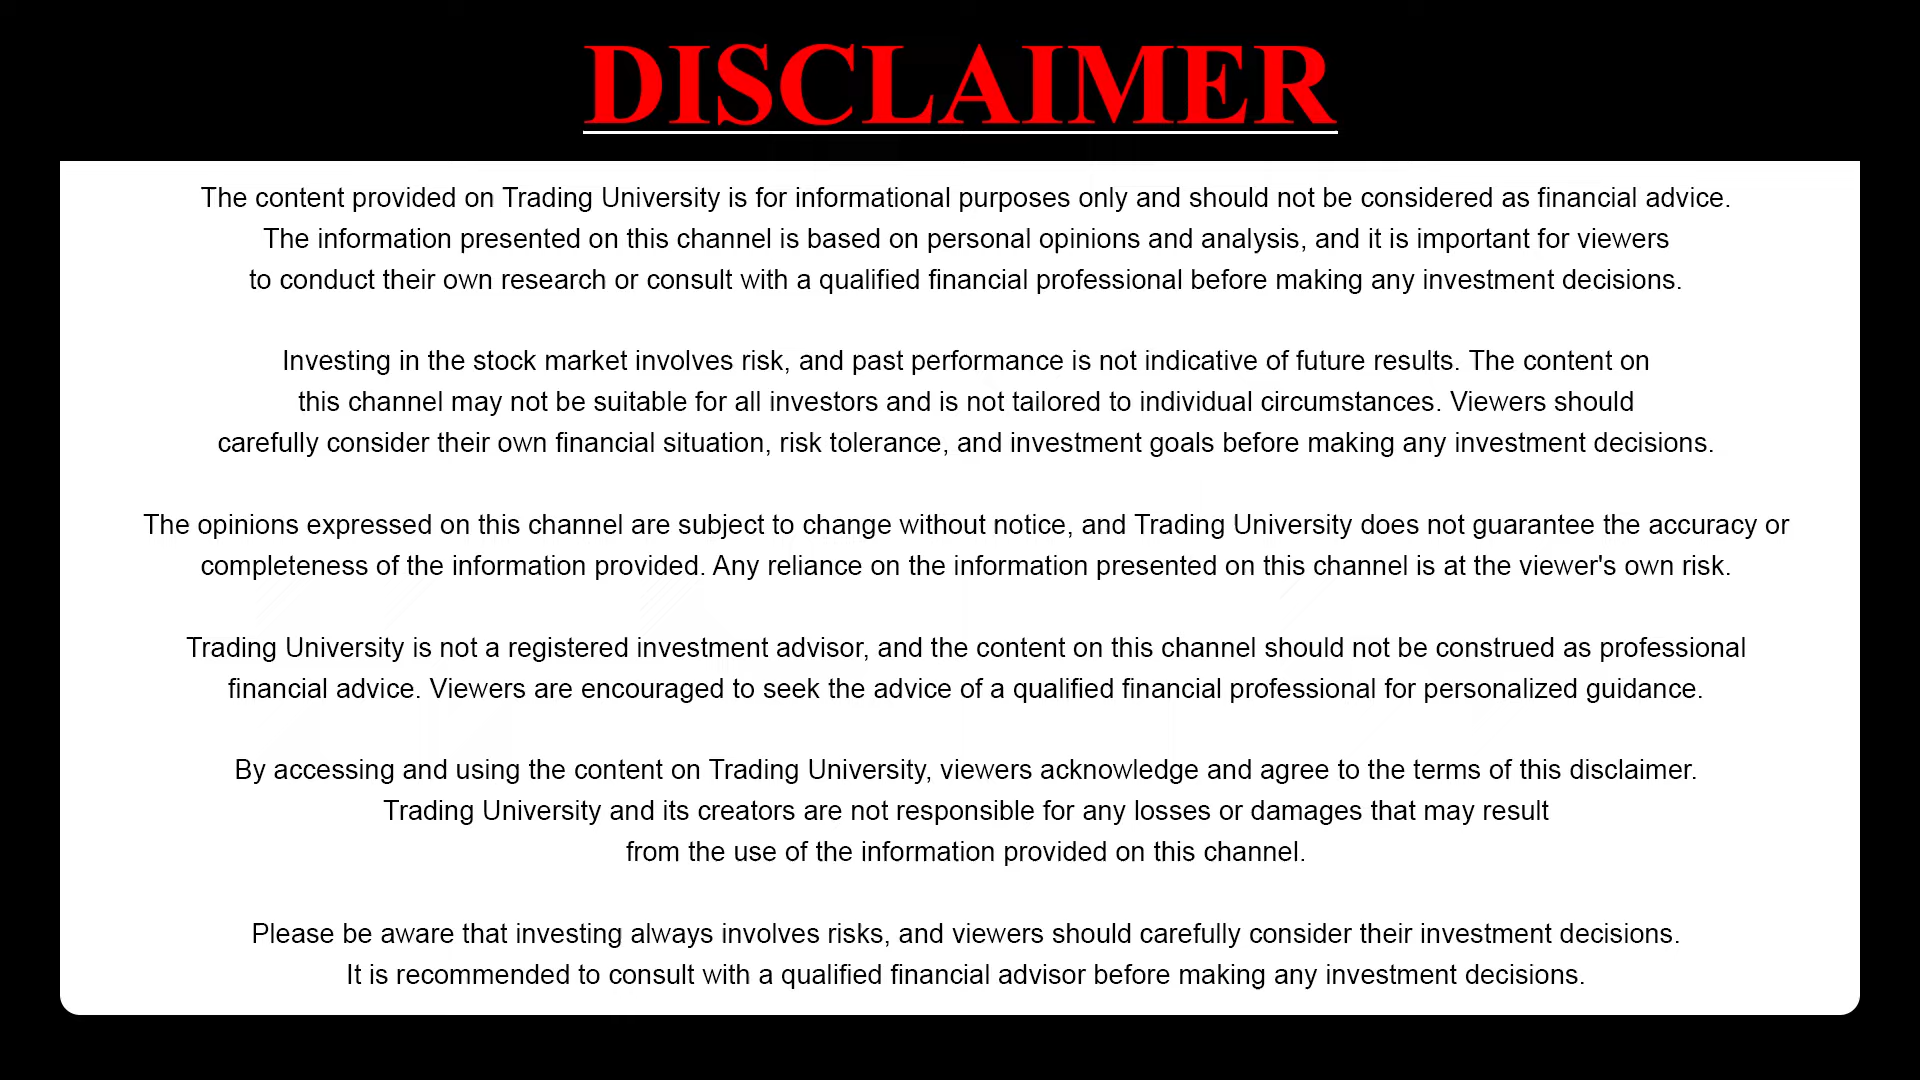 DISCLAIMER
The content provided on Trading University is for informational purposes only and should not be considered as financial advice.
The information presented on this channel is based on personal opinions and analysis, and it is important for viewers
to conduct their own research or consult with a qualified financial professional before making any investment decisions.
Investing in the stock market involves risk, and past performance is not indicative of future results. The content on
this channel may not be suitable for all investors and is not tailored to individual circumstances. Viewers should
carefully consider their own financial situation, risk tolerance, and investment goals before making any investment decisions.
The opinions expressed on this channel are subject to change without notice, and Trading University does not guarantee the accuracy or
completeness of the information provided. Any reliance on the information presented on this channel is at the viewer's own risk.
Trading University is not a registered investment advisor, and the content on this channel should not be construed as professional
financial advice. Viewers are encouraged to seek the advice of a qualified financial professional for personalized guidance.
By accessing and using the content on Trading University, viewers acknowledge and agree to the terms of this disclaimer.
Trading University and its creators are not responsible for any losses or damages that may result
from the use of the information provided on this channel.
Please be aware that investing always involves risks, and viewers should carefully consider their investment decisions.
It is recommended to consult with a qualified financial advisor before making any investment decisions.